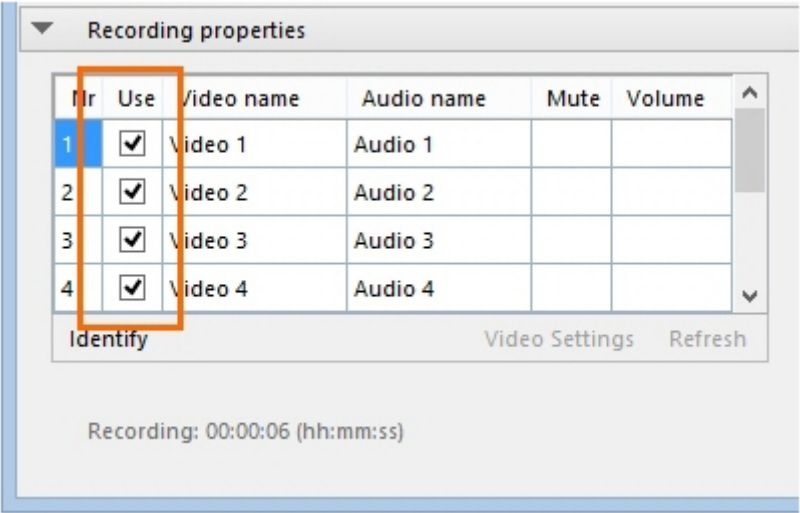 Recording properties
Nr Use Video name Audio name Mute Volume
1 Video 1 Audio 1
2 Video 2 Audio 2
3 Video 3 Audio 3
4 Video 4 Audio 4
Identify Video Settings Refresh
Recording: 00:00:06 (hh:mm:ss)